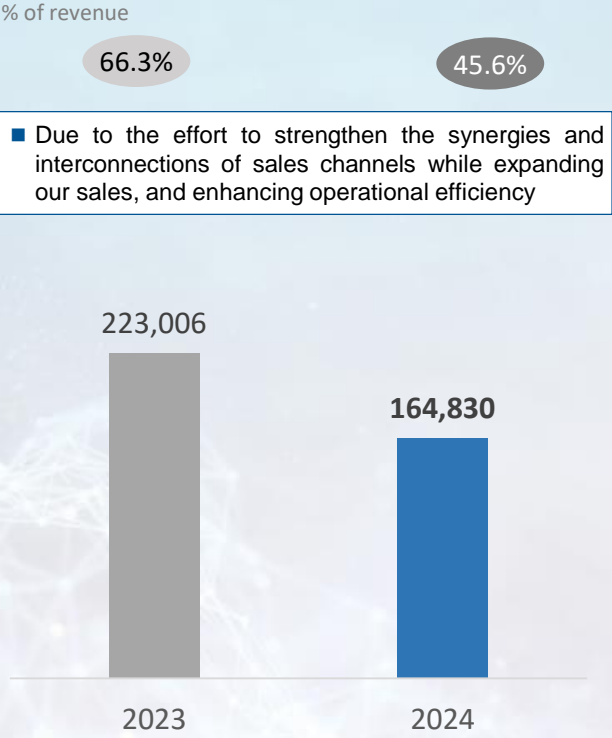 % of revenue
66.3%
45.6%
■ Due to the effort to strengthen the synergies and
interconnections of sales channels while expanding
our sales, and enhancing operational efficiency
223,006
164,830
2023
2024